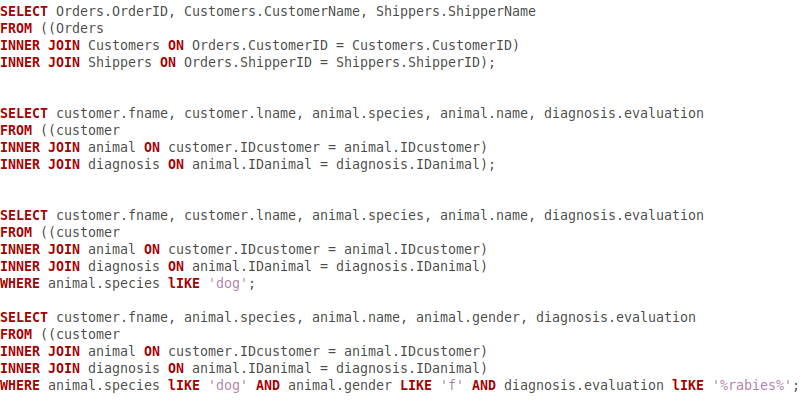 SELECT Orders.OrderID, Customers.CustomerName, Shippers.ShipperName
FROM ((Orders
INNER JOIN Customers ON Orders.CustomerID = Customers.CustomerID)
INNER JOIN Shippers ON Orders.ShipperID = Shippers.ShipperID);
SELECT customer.fname, customer.lname, animal.species, animal.name, diagnosis.evaluation
FROM ((customer
INNER JOIN animal ON customer.IDcustomer = animal.IDcustomer)
INNER JOIN diagnosis ON animal.IDanimal = diagnosis.IDanimal);
SELECT customer.fname, customer.lname, animal.species, animal.name, diagnosis.evaluation
FROM ((customer
INNER JOIN animal ON customer.IDcustomer = animal.IDcustomer)
INNER JOIN diagnosis ON animal.IDanimal = diagnosis.IDanimal)
WHERE animal.species lIKE 'dog';
SELECT customer.fname, animal.species, animal.name, animal.gender, diagnosis.evaluation
FROM ((customer
INNER JOIN animal ON customer.IDcustomer = animal.IDcustomer)
INNER JOIN diagnosis ON animal.IDanimal = diagnosis.IDanimal)
WHERE animal.species lIKE 'dog' AND animal.gender LIKE 'f' AND diagnosis.evaluation lIKE '%rabies%';